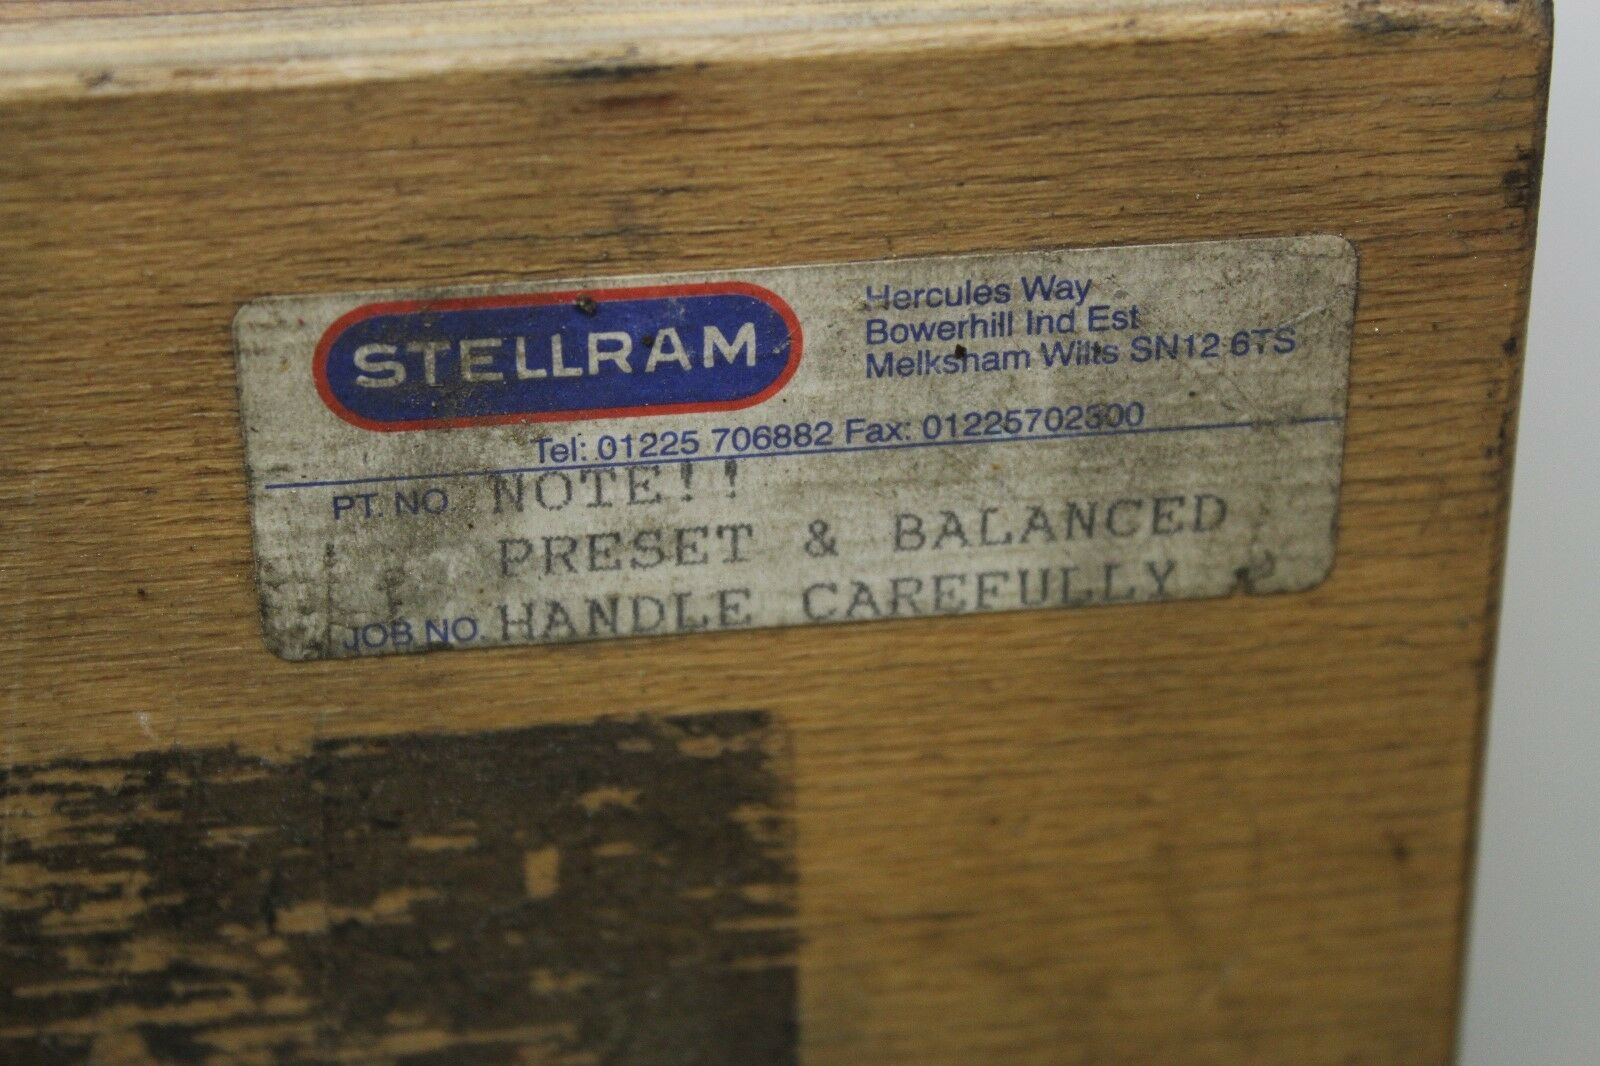 STELLRAM
Hercules Way
Bowerhill Ind Est
Melksham Wilts SN12 6TS
Tel: 01225 706882 Fax: 01225702300
PT. NO. NOTE!!
PRESET & BALANCED
JOB NO. HANDLE CAREFULLY